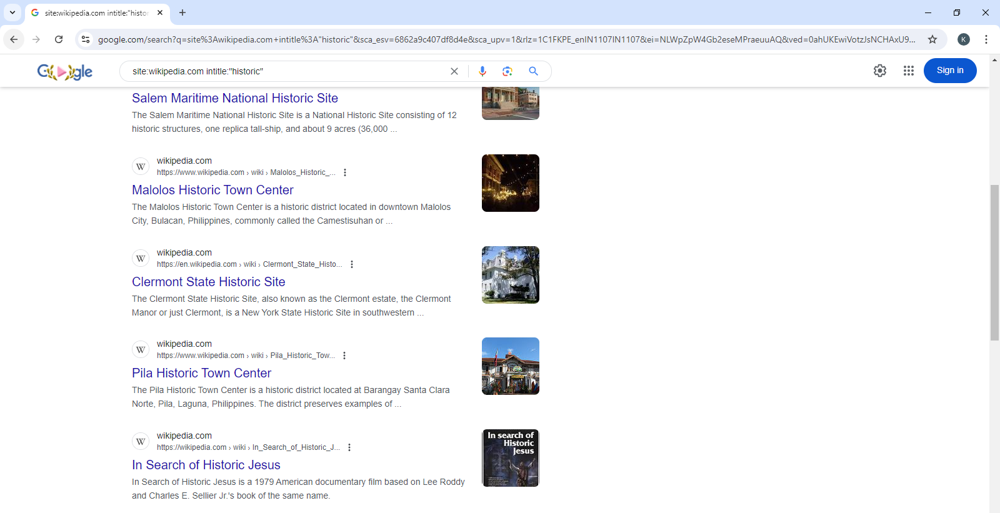 site:wikipedia.com intitle:"histor
google.com/search?q=site%3Awikipedia.com+intitle%3A"historic"&sca_esv=6862a9c407df8d4e&sca_upv=1&rlz=1C1FKPE_enIN1107IN1107&ei=NLWpZpW4Gb2eseMPraeuuAQ&ved=0ahUKEwiVotzJsNCHAxU9...
K
Google
site:wikipedia.com intitle:"historic"
Sign in
Salem Maritime National Historic Site
The Salem Maritime National Historic Site is a National Historic Site consisting of 12
historic structures, one replica tall-ship, and about 9 acres (36,000 ...
W
wikipedia.com
https://www.wikipedia.com › wiki › Malolos_Historic_...
Malolos Historic Town Center
The Malolos Historic Town Center is a historic district located in downtown Malolos
City, Bulacan, Philippines, commonly called the Camestisuhan or ...
W
wikipedia.com
https://en.wikipedia.com › wiki › Clermont_State_Histo...
Clermont State Historic Site
The Clermont State Historic Site, also known as the Clermont estate, the Clermont
Manor or just Clermont, is a New York State Historic Site in southwestern ...
W
wikipedia.com
https://www.wikipedia.com › wiki › Pila_Historic_Tow...
Pila Historic Town Center
The Pila Historic Town Center is a historic district located at Barangay Santa Clara
Norte, Pila, Laguna, Philippines. The district preserves examples of ...
W
wikipedia.com
https://wikipedia.com › wiki › In_Search_of_Historic_J...
In Search of Historic Jesus
In Search of Historic Jesus is a 1979 American documentary film based on Lee Roddy
and Charles E. Sellier Jr.'s book of the same name.
In search of
Historic
Jesus